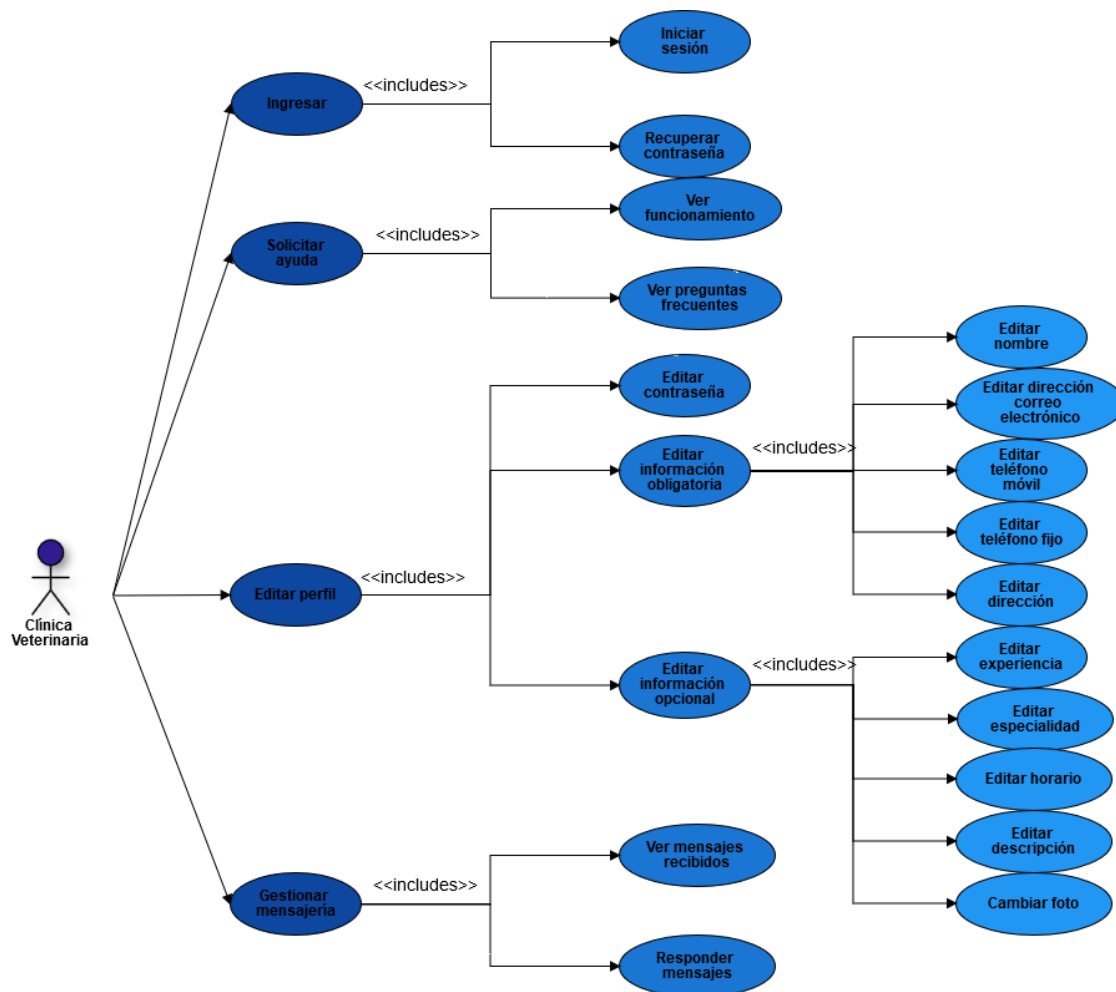 Iniciar
sesión
<<includes>>
Ingresar
Recuperar
contraseña
Ver
funcionamiento
<<includes>>
Solicitar
ayuda
Ver preguntas
frecuentes
Editar
nombre
Editar
contraseña
Editar dirección
correo
electrónico
Editar
información
obligatoria
<<includes>>
Editar
teléfono
móvil
Editar
teléfono fijo
<<includes>>
Editar perfil
Editar
dirección
Clínica
Veterinaria
Editar
información
opcional
<<includes>>
Editar
experiencia
Editar
especialidad
Editar horario
Editar
descripción
Ver mensajes
recibidos
<<includes>>
Gestionar
mensajería
Cambiar foto
Responder
mensajes